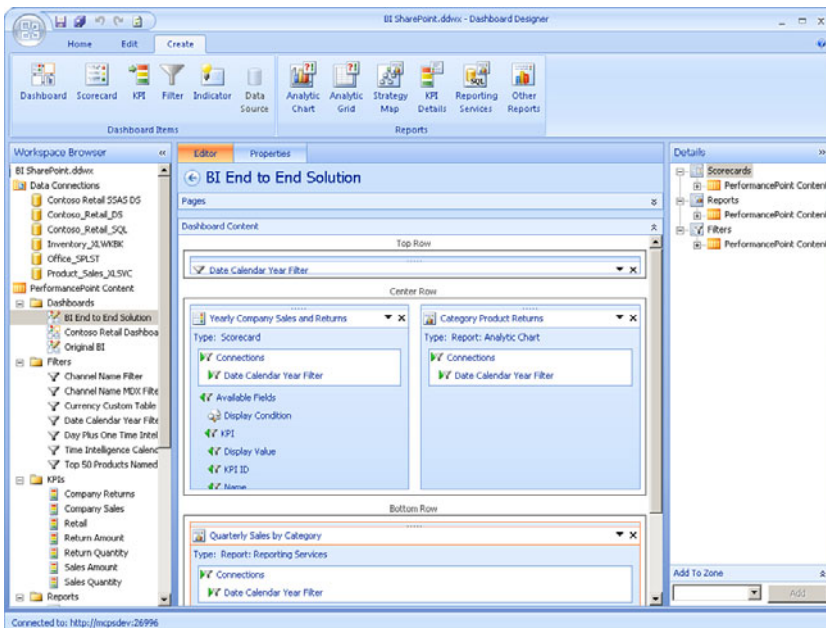 BI SharePoint.ddwx - Dashboard Designer
Home Edit Create
Dashboard Scorecard KPI Filter Indicator Data Source
Analytic Chart Analytic Grid Strategy Map KPI Details Reporting Services Other Reports
Dashboard Items Reports
Workspace Browser
BI SharePoint.ddwx
Data Connections
Contoso Retail SSAS DS
Contoso_Retail_DS
Contoso_Retail_SQL
Inventory_XLWKBK
Office_SPLST
Product_Sales_XLSVC
PerformancePoint Content
Dashboards
BI End to End Solution
Contoso Retail Dashboa
Original BI
Filters
Channel Name Filter
Channel Name MDX Filte
Currency Custom Table
Date Calendar Year Filte
Day Plus One Time Intel
Time Intelligence Calenc
Top 50 Products Named
KPIs
Company Returns
Company Sales
Retail
Return Amount
Return Quantity
Sales Amount
Sales Quantity
Reports
Editor Properties
BI End to End Solution
Pages
Dashboard Content
Top Row
Date Calendar Year Filter
Center Row
Yearly Company Sales and Returns
Type: Scorecard
Connections
Date Calendar Year Filter
Available Fields
Display Condition
KPI
Display Value
KPI ID
Name
Category Product Returns
Type: Report: Analytic Chart
Connections
Date Calendar Year Filter
Bottom Row
Quarterly Sales by Category
Type: Report: Reporting Services
Connections
Date Calendar Year Filter
Details
Scorecards
PerformancePoint Content
Reports
PerformancePoint Content
Filters
PerformancePoint Content
Add To Zone
Add
Connected to: http://mcpsdev:26996